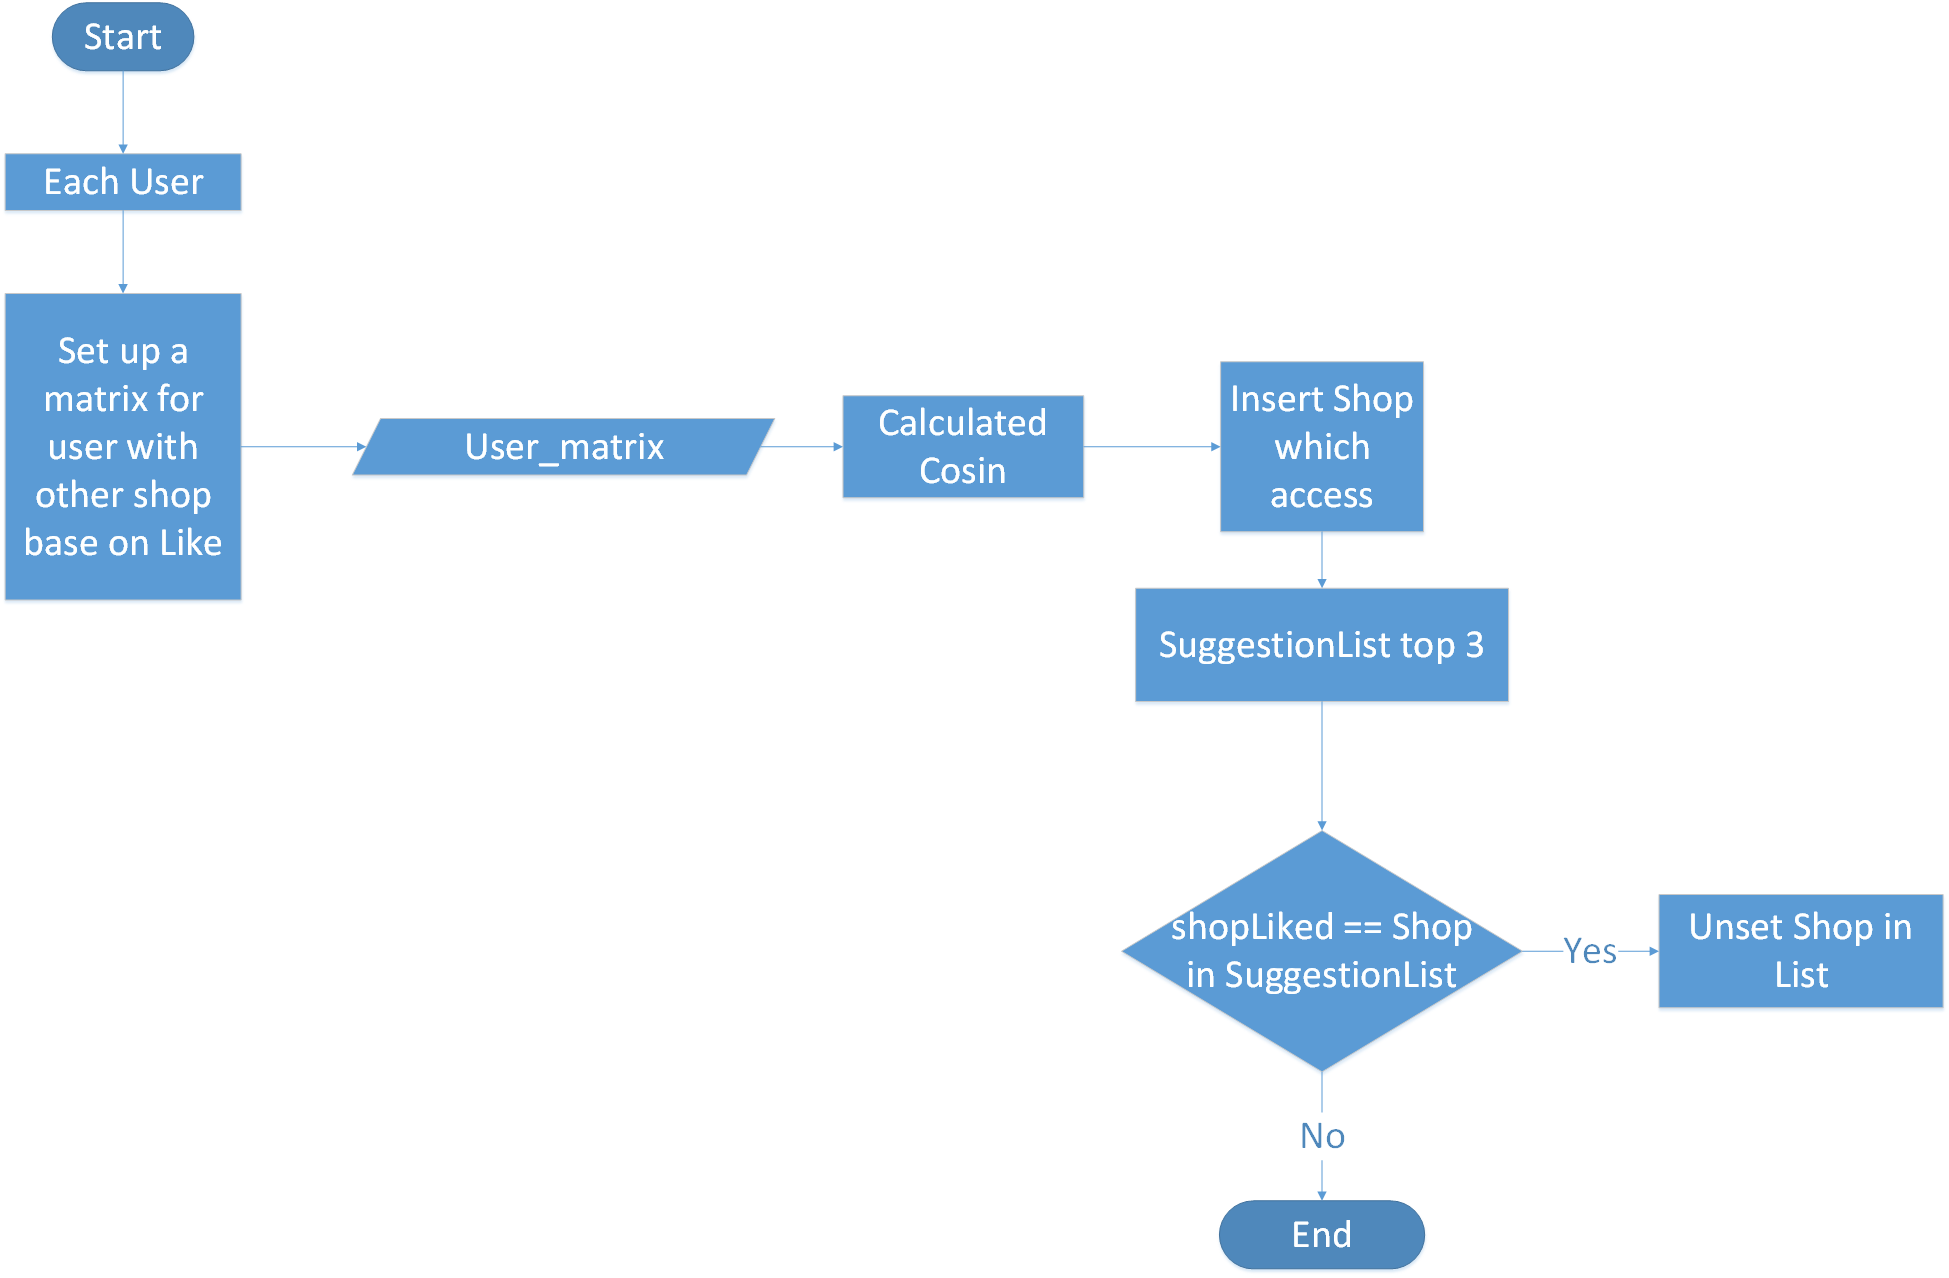 Start
Each User
Set up a
matrix for
user with
other shop
base on Like
User_matrix
Calculated
Cosin
Insert Shop
which
access
SuggestionList top 3
shopLiked == Shop
in SuggestionList
Yes
Unset Shop in
List
No
End